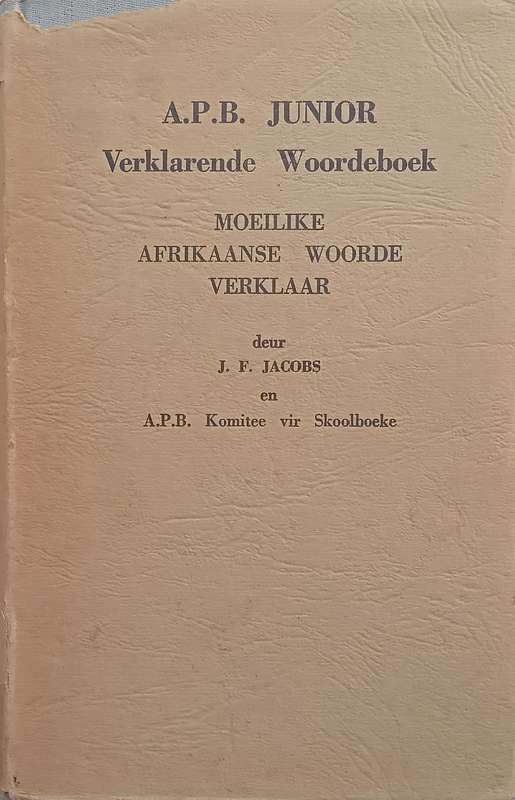 A.P.B. JUNIOR
Verklarende Woordeboek
MOEILIKE
AFRIKAANSE WOORDE
VERKLAAR
deur
J. F. JACOBS
en
A.P.B. Komitee vir Skoolboeke